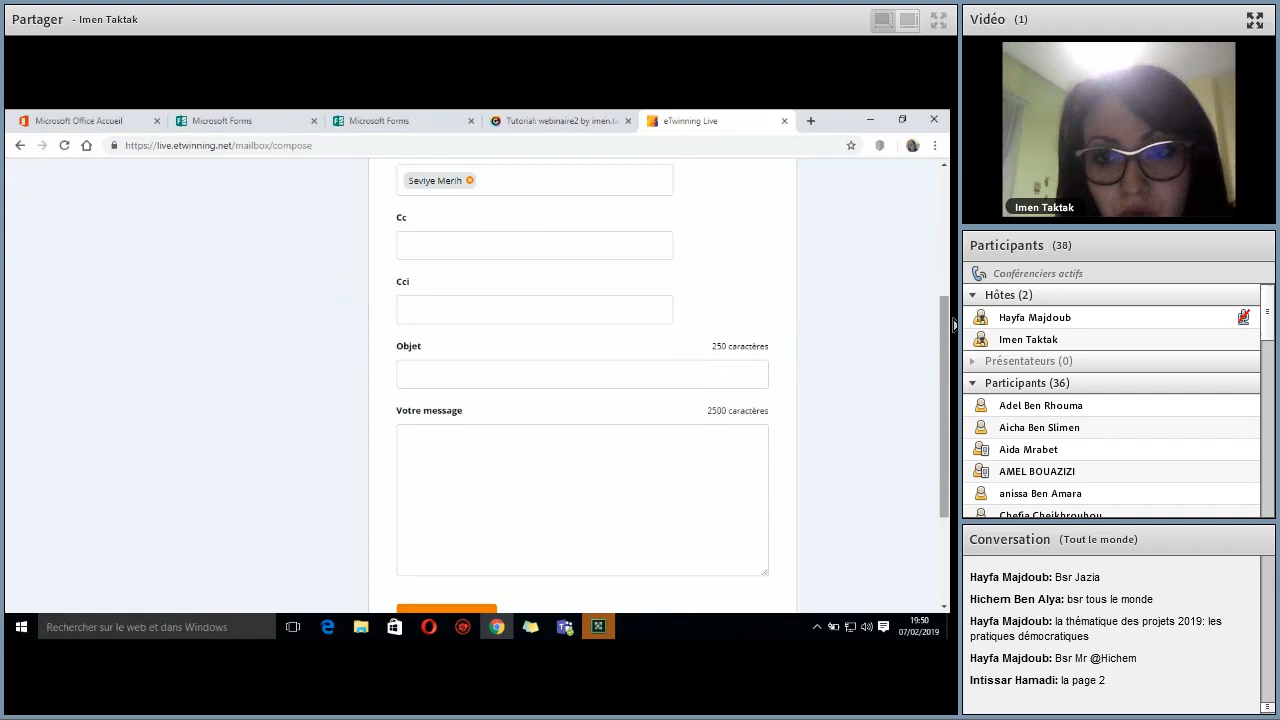 Partager - Imen Taktak
Microsoft Office Accueil
Microsoft Forms
Microsoft Forms
Tutorial: webinaire2 by imen.ta
eTwinning Live
https://live.etwinning.net/mailbox/compose
Seviye Merih
Cc
Cci
Objet
250 caractères
Votre message
2500 caractères
Rechercher sur le web et dans Windows
19:50
07/02/2019
Vidéo (1)
Imen Taktak
Participants (38)
Conférenciers actifs
Hôtes (2)
Hayfa Majdoub
Imen Taktak
Présentateurs (0)
Participants (36)
Adel Ben Rhouma
Aicha Ben Slimen
Aida Mrabet
AMEL BOUAZIZI
anissa Ben Amara
Chefia Cheikhrouhou
Conversation (Tout le monde)
Hayfa Majdoub: Bsr Jazia
Hichem Ben Alya: bsr tous le monde
Hayfa Majdoub: la thématique des projets 2019: les
pratiques démocratiques
Hayfa Majdoub: Bsr Mr @Hichem
Intissar Hamadi: la page 2